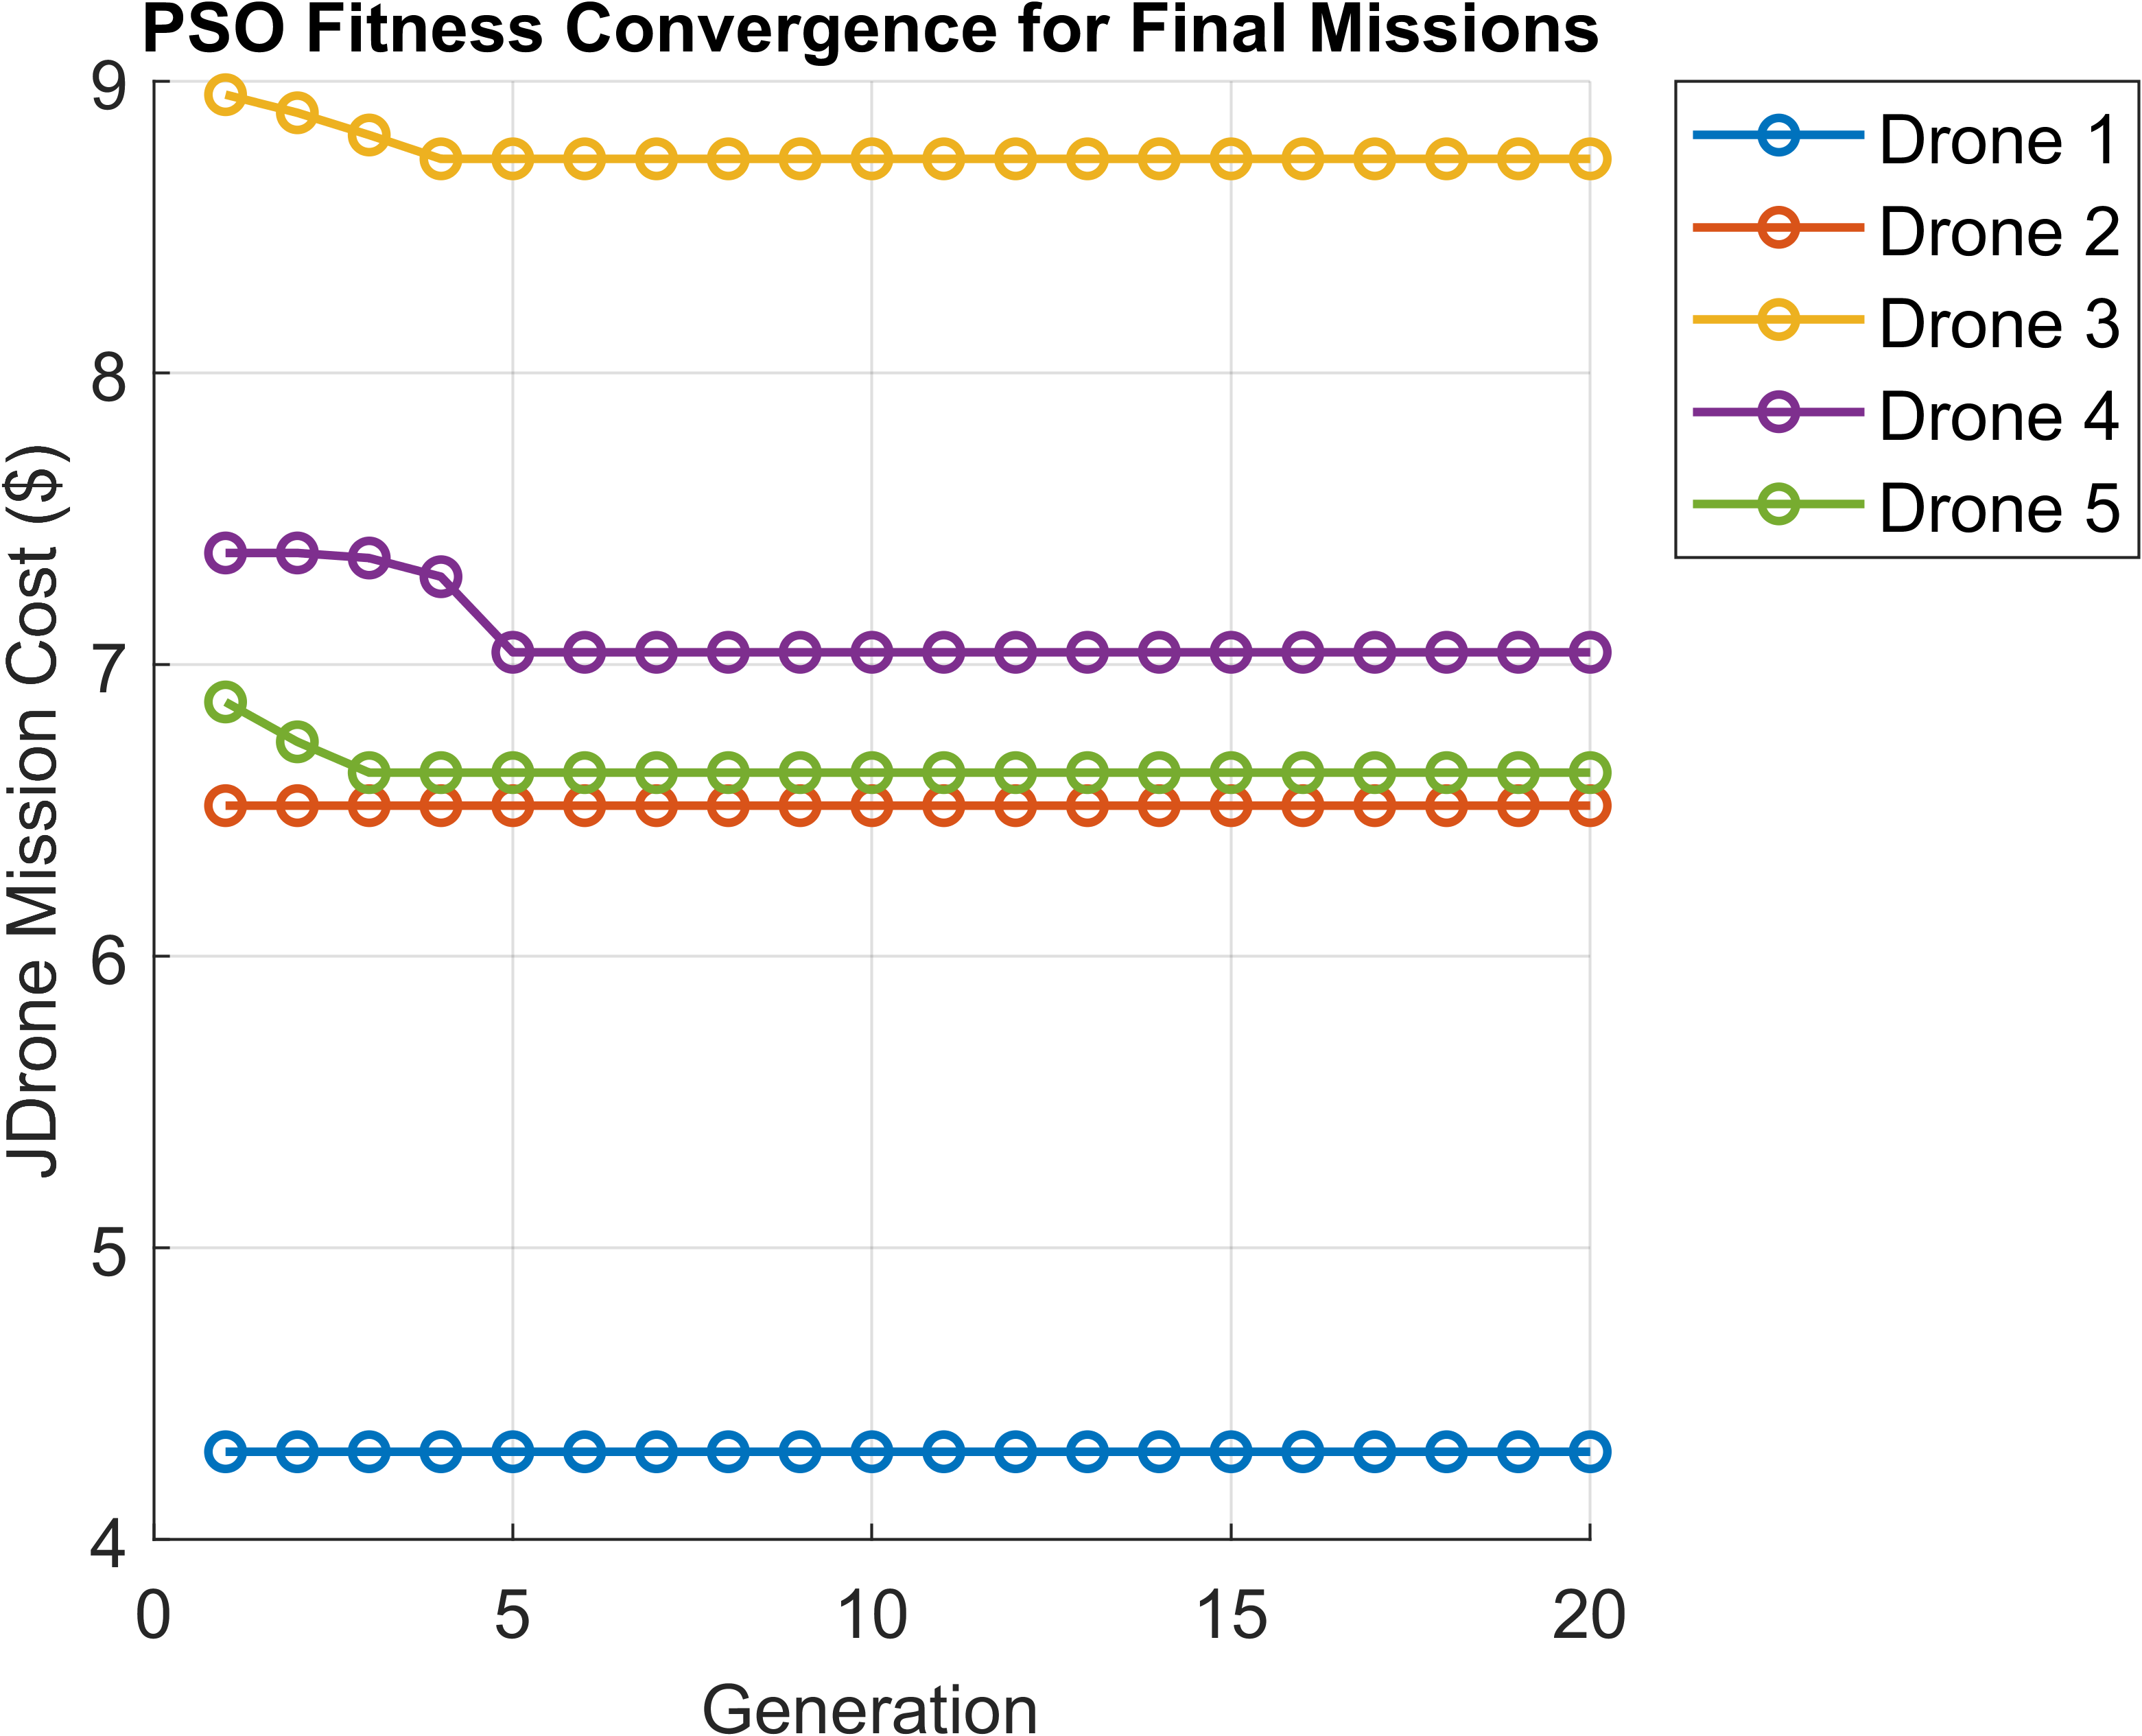 PSO Fitness Convergence for Final Missions
9
8
7
6
5
4
JDrone Mission Cost ($)
0 5 10 15 20
Generation
Drone 1
Drone 2
Drone 3
Drone 4
Drone 5